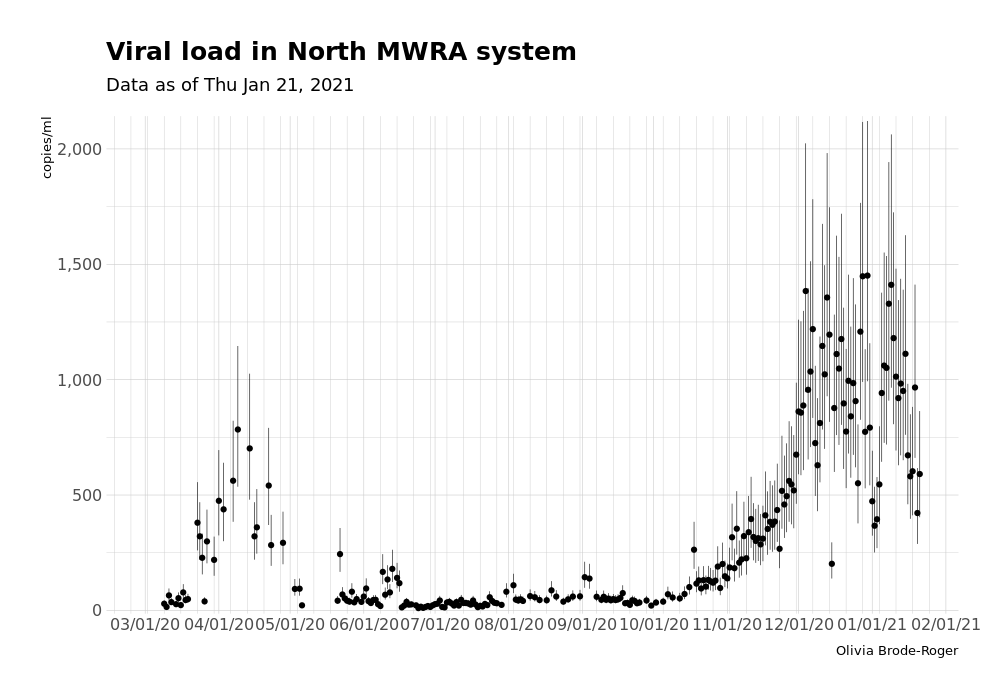 Viral load in North MWRA system
Data as of Thu Jan 21, 2021
copies/ml
2,000
1,500
1,000
500
0
03/01/20 04/01/20 05/01/20 06/01/20 07/01/20 08/01/20 09/01/20 10/01/20 11/01/20 12/01/20 01/01/21 02/01/21
Olivia Brode-Roger